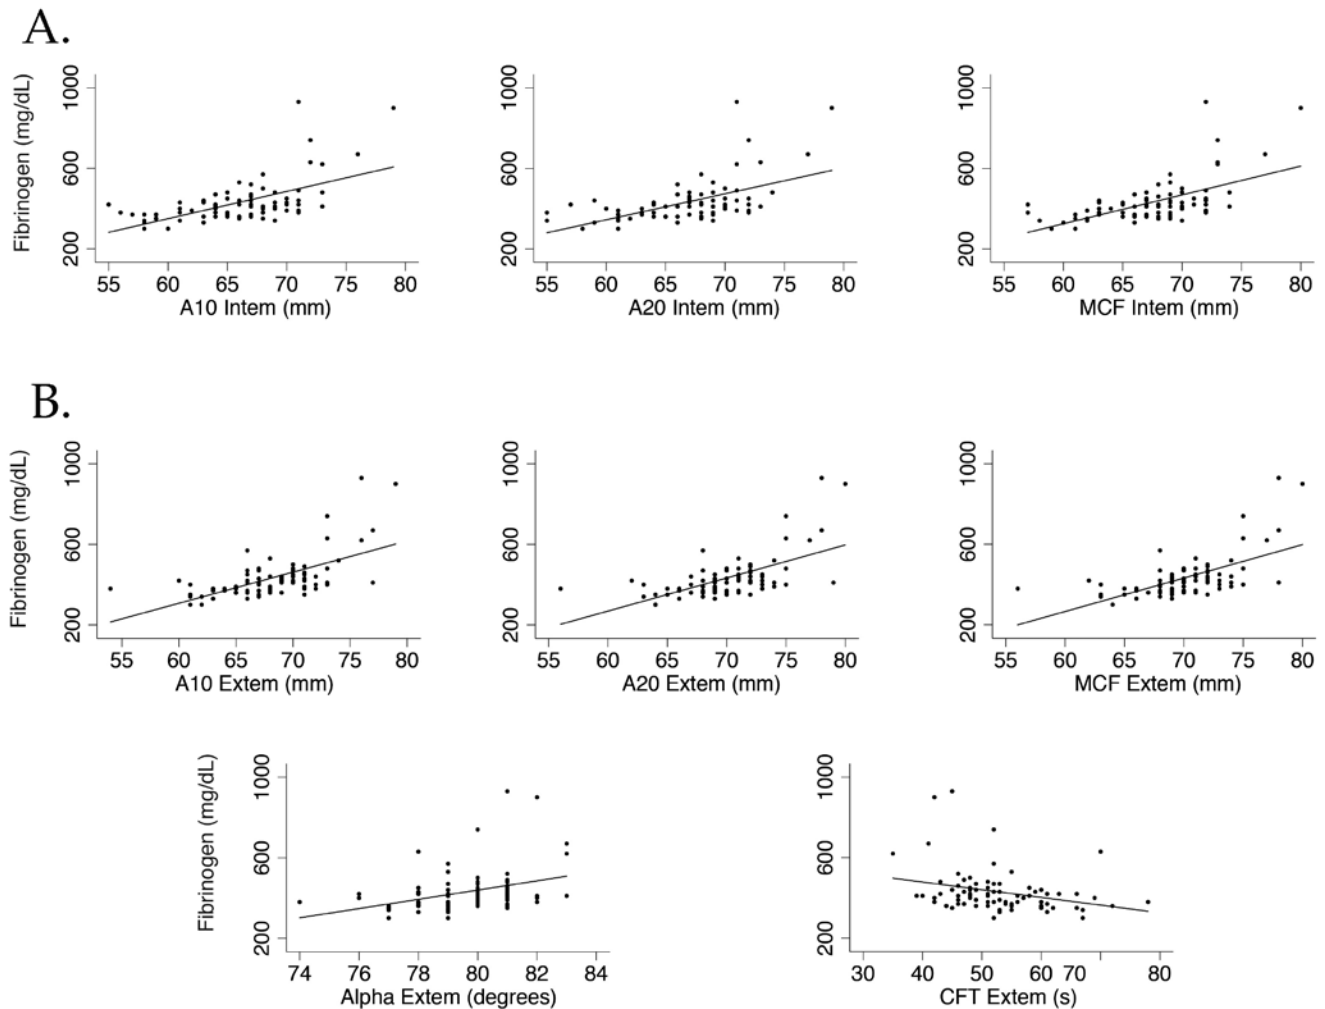 A.
Fibrinogen (mg/dL)
1000
600
200
55 60 65 70 75 80
A10 Intem (mm)
1000
600
200
55 60 65 70 75 80
A20 Intem (mm)
1000
600
200
55 60 65 70 75 80
MCF Intem (mm)
B.
Fibrinogen (mg/dL)
1000
600
200
55 60 65 70 75 80
A10 Extem (mm)
1000
600
200
55 60 65 70 75 80
A20 Extem (mm)
1000
600
200
55 60 65 70 75 80
MCF Extem (mm)
Fibrinogen (mg/dL)
1000
600
200
74 76 78 80 82 84
Alpha Extem (degrees)
1000
600
200
30 40 50 60 70 80
CFT Extem (s)